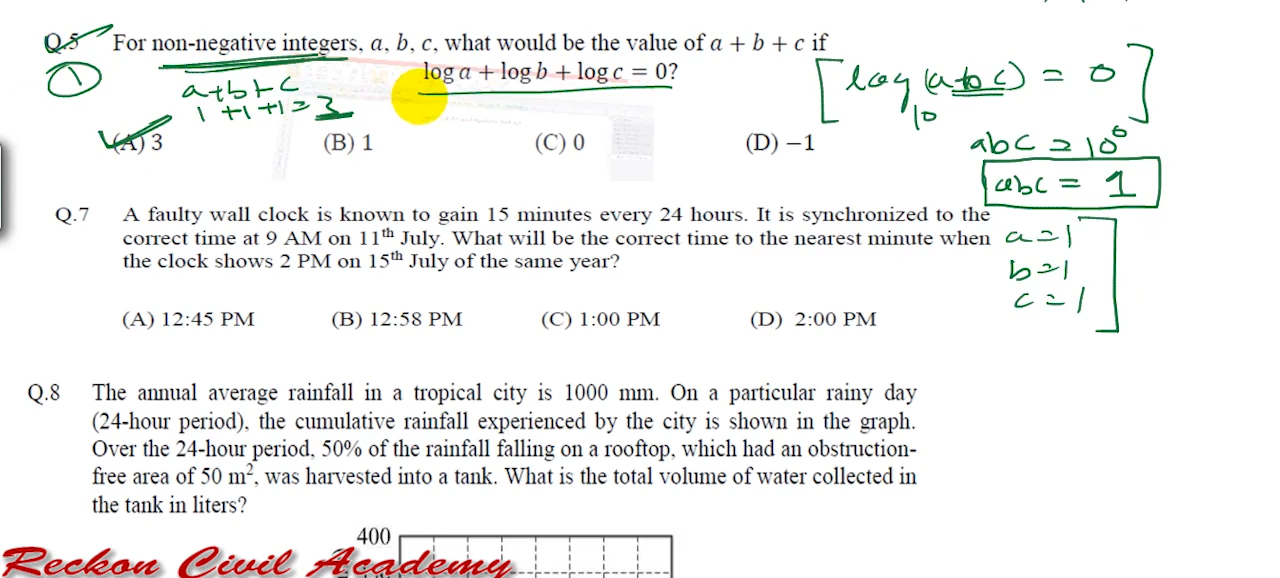 Q.5 For non-negative integers, a, b, c, what would be the value of a + b + c if
log a + log b + log c = 0?
①
a+b+c
1+1+1=3
[log₁₀(abc) = 0]
(A) 3 (B) 1 (C) 0 (D) −1
abc = 10⁰
abc = 1
Q.7 A faulty wall clock is known to gain 15 minutes every 24 hours. It is synchronized to the
correct time at 9 AM on 11th July. What will be the correct time to the nearest minute when
the clock shows 2 PM on 15th July of the same year?
a=1
b=1
c=1
(A) 12:45 PM (B) 12:58 PM (C) 1:00 PM (D) 2:00 PM
Q.8 The annual average rainfall in a tropical city is 1000 mm. On a particular rainy day
(24-hour period), the cumulative rainfall experienced by the city is shown in the graph.
Over the 24-hour period, 50% of the rainfall falling on a rooftop, which had an obstruction-
free area of 50 m², was harvested into a tank. What is the total volume of water collected in
the tank in liters?
400
Reckon Civil Academy